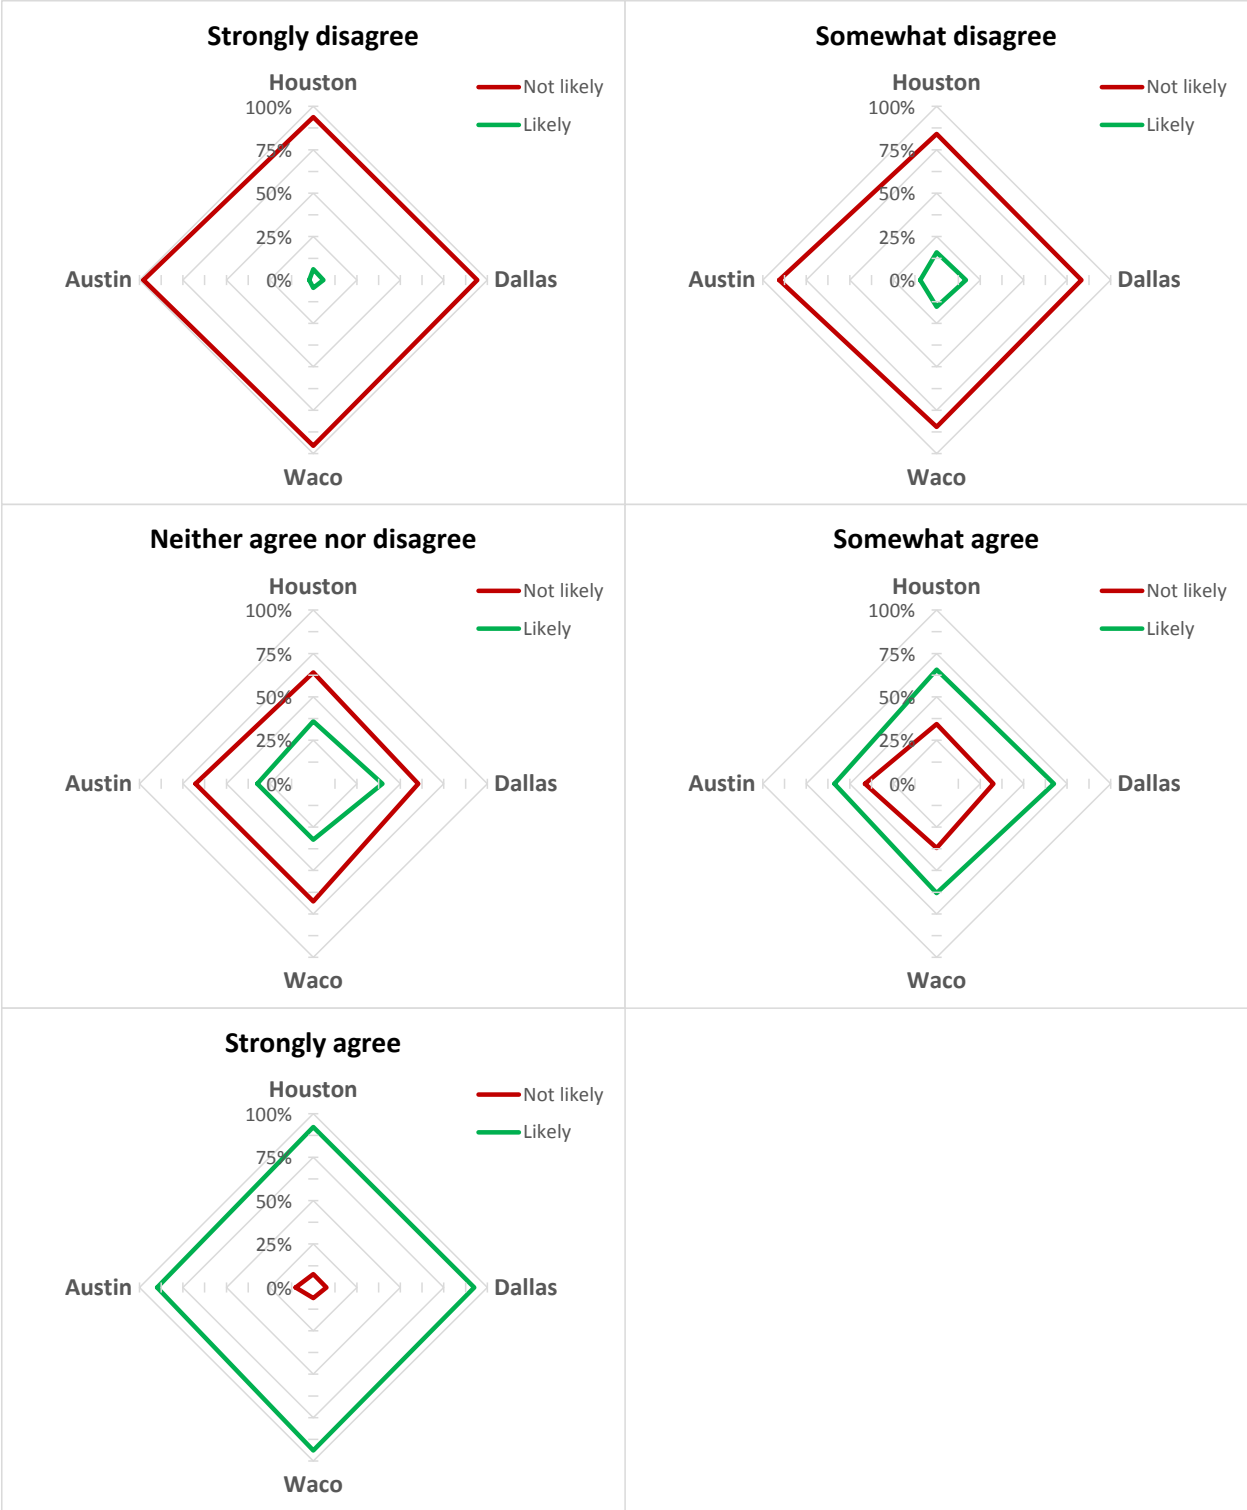 Strongly disagree
Houston
Not likely
Likely
100%
75%
50%
25%
0%
Austin
Dallas
Waco
Somewhat disagree
Houston
Not likely
Likely
100%
75%
50%
25%
0%
Austin
Dallas
Waco
Neither agree nor disagree
Houston
Not likely
Likely
100%
75%
50%
25%
0%
Austin
Dallas
Waco
Somewhat agree
Houston
Not likely
Likely
100%
75%
50%
25%
0%
Austin
Dallas
Waco
Strongly agree
Houston
Not likely
Likely
100%
75%
50%
25%
0%
Austin
Dallas
Waco